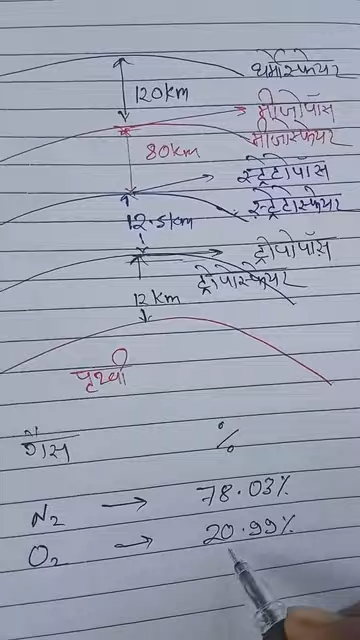 थर्मोस्फेयर
120km
मीजोपॉस
मीजोस्फेयर
80km
स्ट्रेटोपॉस
स्ट्रेटोस्फेयर
12.5km
ट्रोपोपॉस
ट्रोपोस्फेयर
12 km
पृथ्वी
गैस %
N₂ → 78.03%
O₂ → 20.99%